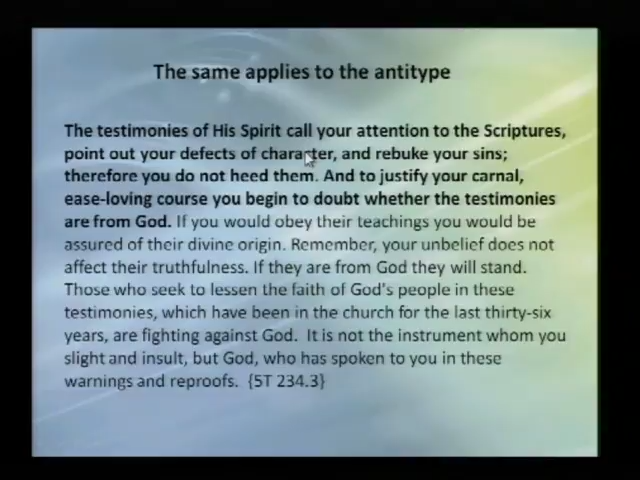 The same applies to the antitype
The testimonies of His Spirit call your attention to the Scriptures,
point out your defects of character, and rebuke your sins;
therefore you do not heed them. And to justify your carnal,
ease-loving course you begin to doubt whether the testimonies
are from God. If you would obey their teachings you would be
assured of their divine origin. Remember, your unbelief does not
affect their truthfulness. If they are from God they will stand.
Those who seek to lessen the faith of God's people in these
testimonies, which have been in the church for the last thirty-six
years, are fighting against God.  It is not the instrument whom you
slight and insult, but God, who has spoken to you in these
warnings and reproofs.  {5T 234.3}